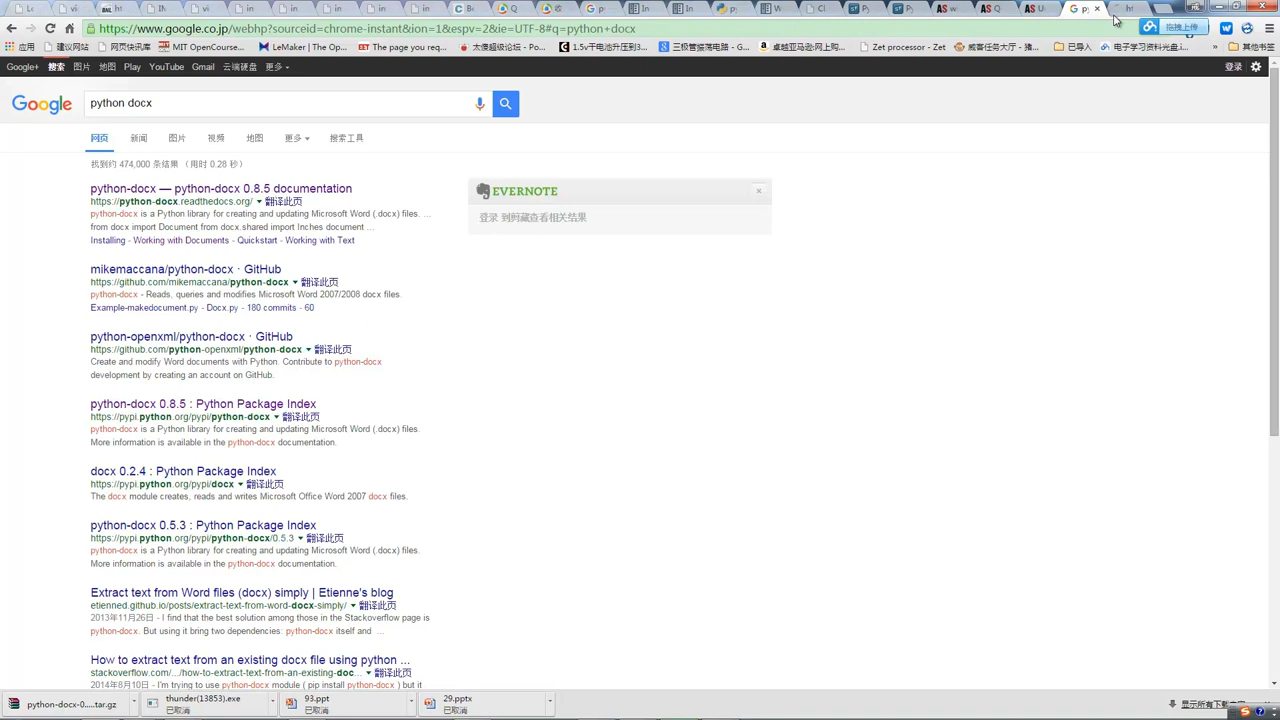 https://www.google.co.jp/webhp?sourceid=chrome-instant&ion=1&espv=2&ie=UTF-8#q=python+docx
拖拽上传
应用 建议网站 网页快讯库 MIT OpenCourse... LeMaker | The Open... The page you req... 太像超级论坛 - Po... 1.5v干电池升压到3... 三极管振荡电路 - G... 卓越亚马逊:网上购... Zet processor - Zet 威客任务大厅 - 猪... 已导入 电子学习资料光盘i... » 其他书签
Google+ 搜索 图片 地图 Play YouTube Gmail 云端硬盘 更多 登录
Google python docx
网页 新闻 图片 视频 地图 更多 搜索工具
找到约 474,000 条结果 （用时 0.28 秒）
python-docx — python-docx 0.8.5 documentation
https://python-docx.readthedocs.org/ 翻译此页
python-docx is a Python library for creating and updating Microsoft Word (.docx) files. ...
from docx import Document from docx.shared import Inches document ...
Installing - Working with Documents - Quickstart - Working with Text
EVERNOTE
登录 到
查看相关结果
mikemaccana/python-docx · GitHub
https://github.com/mikemaccana/python-docx 翻译此页
python-docx - Reads, queries and modifies Microsoft Word 2007/2008 docx files.
Example-makedocument.py - Docx.py - 180 commits - 60
python-openxml/python-docx · GitHub
https://github.com/python-openxml/python-docx 翻译此页
Create and modify Word documents with Python. Contribute to python-docx
development by creating an account on GitHub.
python-docx 0.8.5 : Python Package Index
https://pypi.python.org/pypi/python-docx 翻译此页
python-docx is a Python library for creating and updating Microsoft Word (.docx) files.
More information is available in the python-docx documentation.
docx 0.2.4 : Python Package Index
https://pypi.python.org/pypi/docx 翻译此页
The docx module creates, reads and writes Microsoft Office Word 2007 docx files.
python-docx 0.5.3 : Python Package Index
https://pypi.python.org/pypi/python-docx/0.5.3 翻译此页
python-docx is a Python library for creating and updating Microsoft Word (.docx) files.
More information is available in the python-docx documentation.
Extract text from Word files (docx) simply | Etienne's blog
etienned.github.io/posts/extract-text-from-word-docx-simply/ 翻译此页
2013年11月26日 - I find that the best solution among those in the Stackoverflow page is
python-docx. But using it bring two dependencies: python-docx itself and ...
How to extract text from an existing docx file using python ...
stackoverflow.com/.../how-to-extract-text-from-an-existing-doc... 翻译此页
2014年8月10日 - I'm trying to use python-docx module ( pip install python-docx ) but it
python-docx-0.....tar.gz
thunder(13853).exe
已取消
93.ppt
已取消
29.pptx
已取消